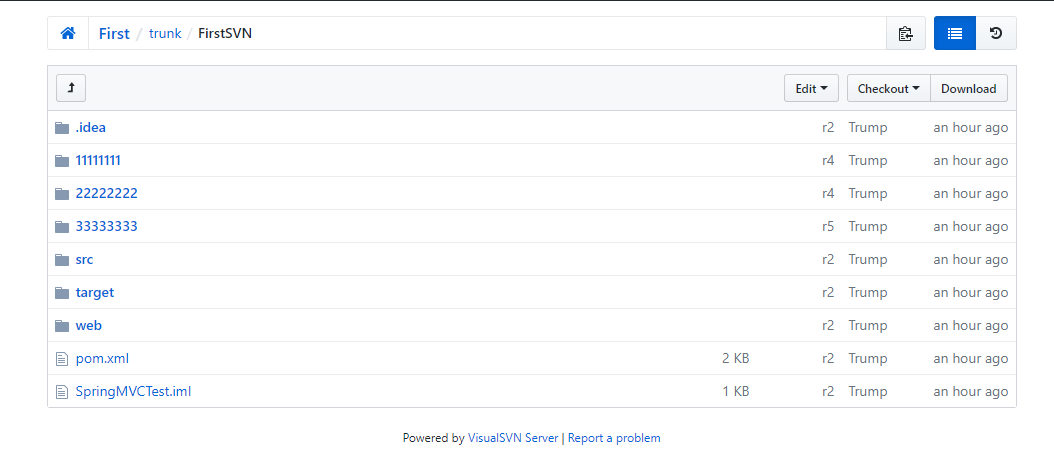 First / trunk / FirstSVN
Edit Checkout Download
.idea r2 Trump an hour ago
11111111 r4 Trump an hour ago
22222222 r4 Trump an hour ago
33333333 r5 Trump an hour ago
src r2 Trump an hour ago
target r2 Trump an hour ago
web r2 Trump an hour ago
pom.xml 2 KB r2 Trump an hour ago
SpringMVCTest.iml 1 KB r2 Trump an hour ago
Powered by VisualSVN Server | Report a problem